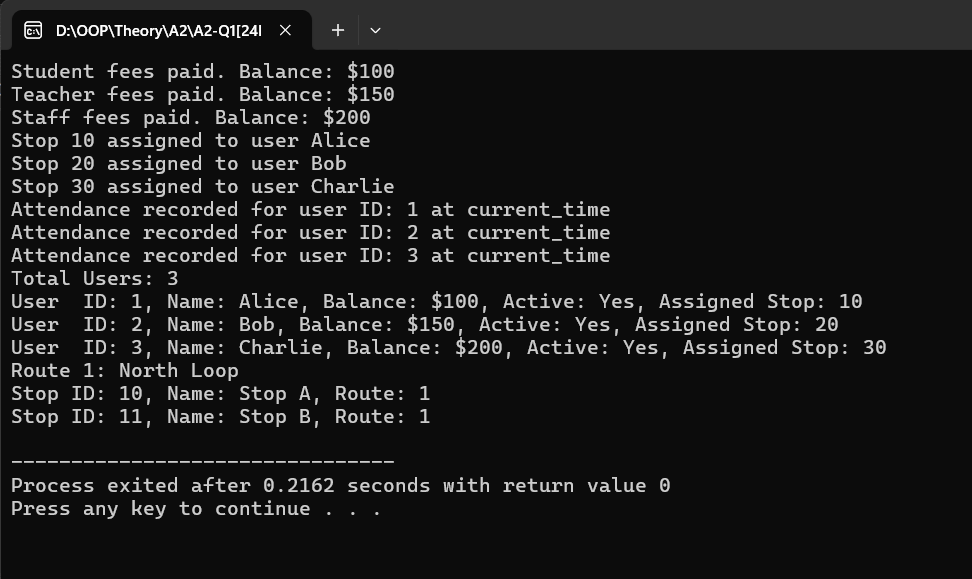 D:\OOP\Theory\A2\A2-Q1[24I
Student fees paid. Balance: $100
Teacher fees paid. Balance: $150
Staff fees paid. Balance: $200
Stop 10 assigned to user Alice
Stop 20 assigned to user Bob
Stop 30 assigned to user Charlie
Attendance recorded for user ID: 1 at current_time
Attendance recorded for user ID: 2 at current_time
Attendance recorded for user ID: 3 at current_time
Total Users: 3
User  ID: 1, Name: Alice, Balance: $100, Active: Yes, Assigned Stop: 10
User  ID: 2, Name: Bob, Balance: $150, Active: Yes, Assigned Stop: 20
User  ID: 3, Name: Charlie, Balance: $200, Active: Yes, Assigned Stop: 30
Route 1: North Loop
Stop ID: 10, Name: Stop A, Route: 1
Stop ID: 11, Name: Stop B, Route: 1
--------------------------------
Process exited after 0.2162 seconds with return value 0
Press any key to continue . . .